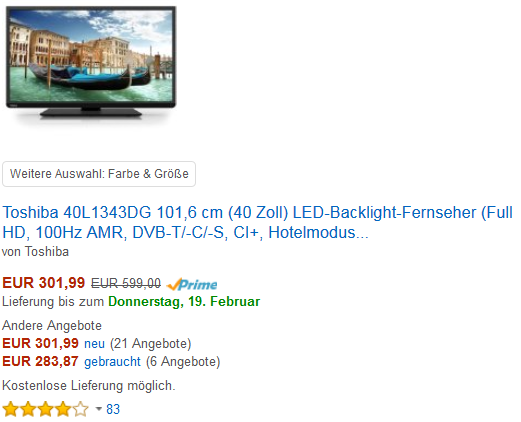 Weitere Auswahl: Farbe & Größe
Toshiba 40L1343DG 101,6 cm (40 Zoll) LED-Backlight-Fernseher (Full
HD, 100Hz AMR, DVB-T/-C/-S, CI+, Hotelmodus...
von Toshiba
EUR 301,99 EUR 599,00 Prime
Lieferung bis zum Donnerstag, 19. Februar
Andere Angebote
EUR 301,99 neu (21 Angebote)
EUR 283,87 gebraucht (6 Angebote)
Kostenlose Lieferung möglich.
83